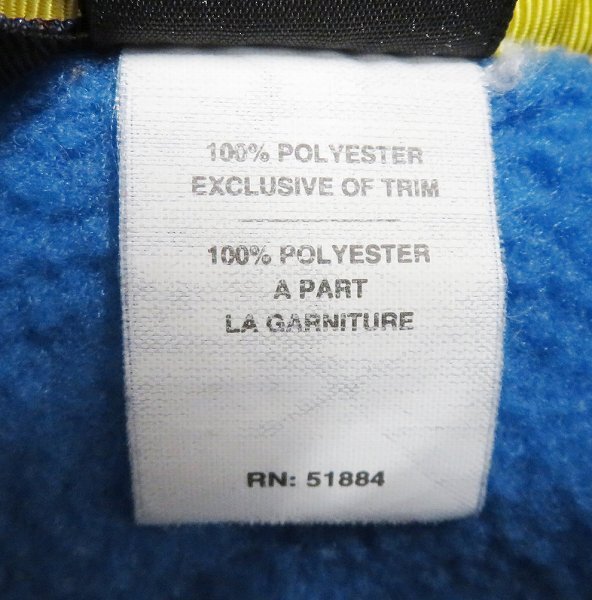 100% POLYESTER
EXCLUSIVE OF TRIM
100% POLYESTER
A PART
LA GARNITURE
RN: 51884